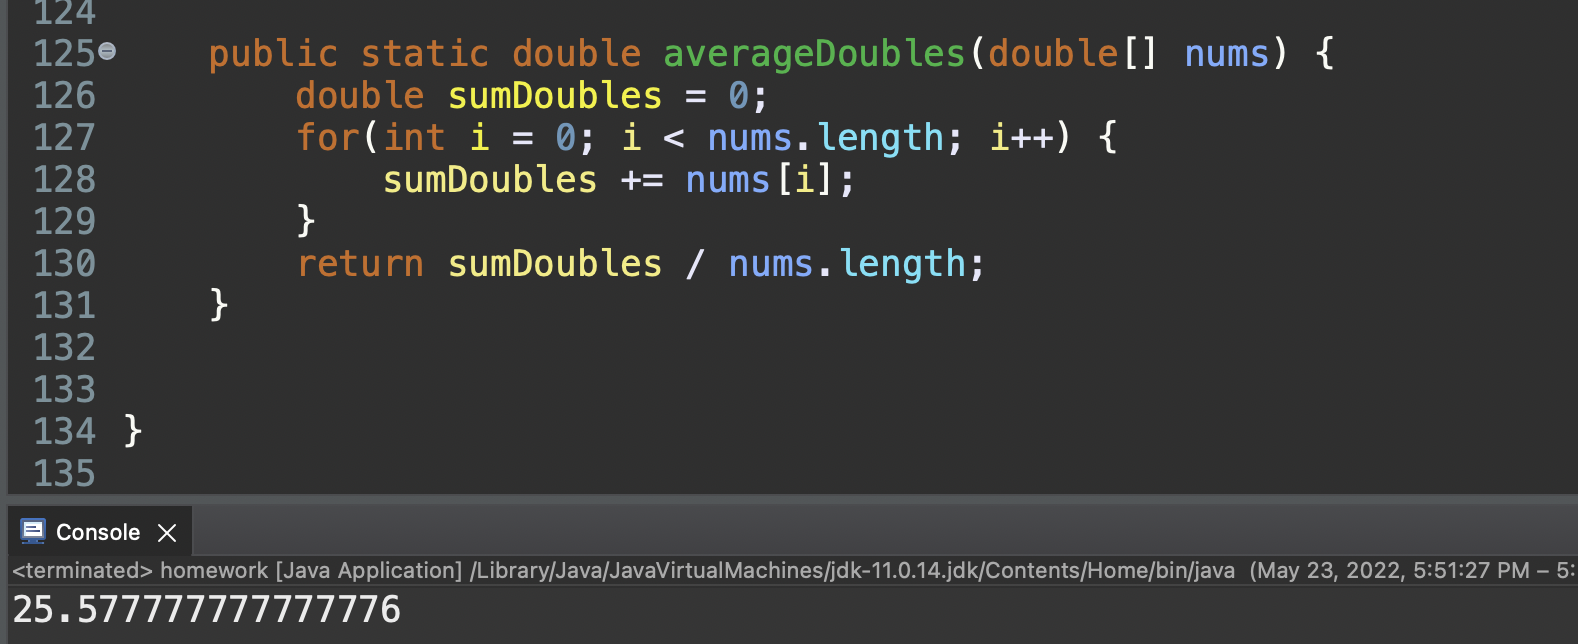 124
125 public static double averageDoubles(double[] nums) {
126 double sumDoubles = 0;
127 for(int i = 0; i < nums.length; i++) {
128 sumDoubles += nums[i];
129 }
130 return sumDoubles / nums.length;
131 }
132
133
134 }
135
Console
<terminated> homework [Java Application] /Library/Java/JavaVirtualMachines/jdk-11.0.14.jdk/Contents/Home/bin/java (May 23, 2022, 5:51:27 PM – 5:
25.577777777777776